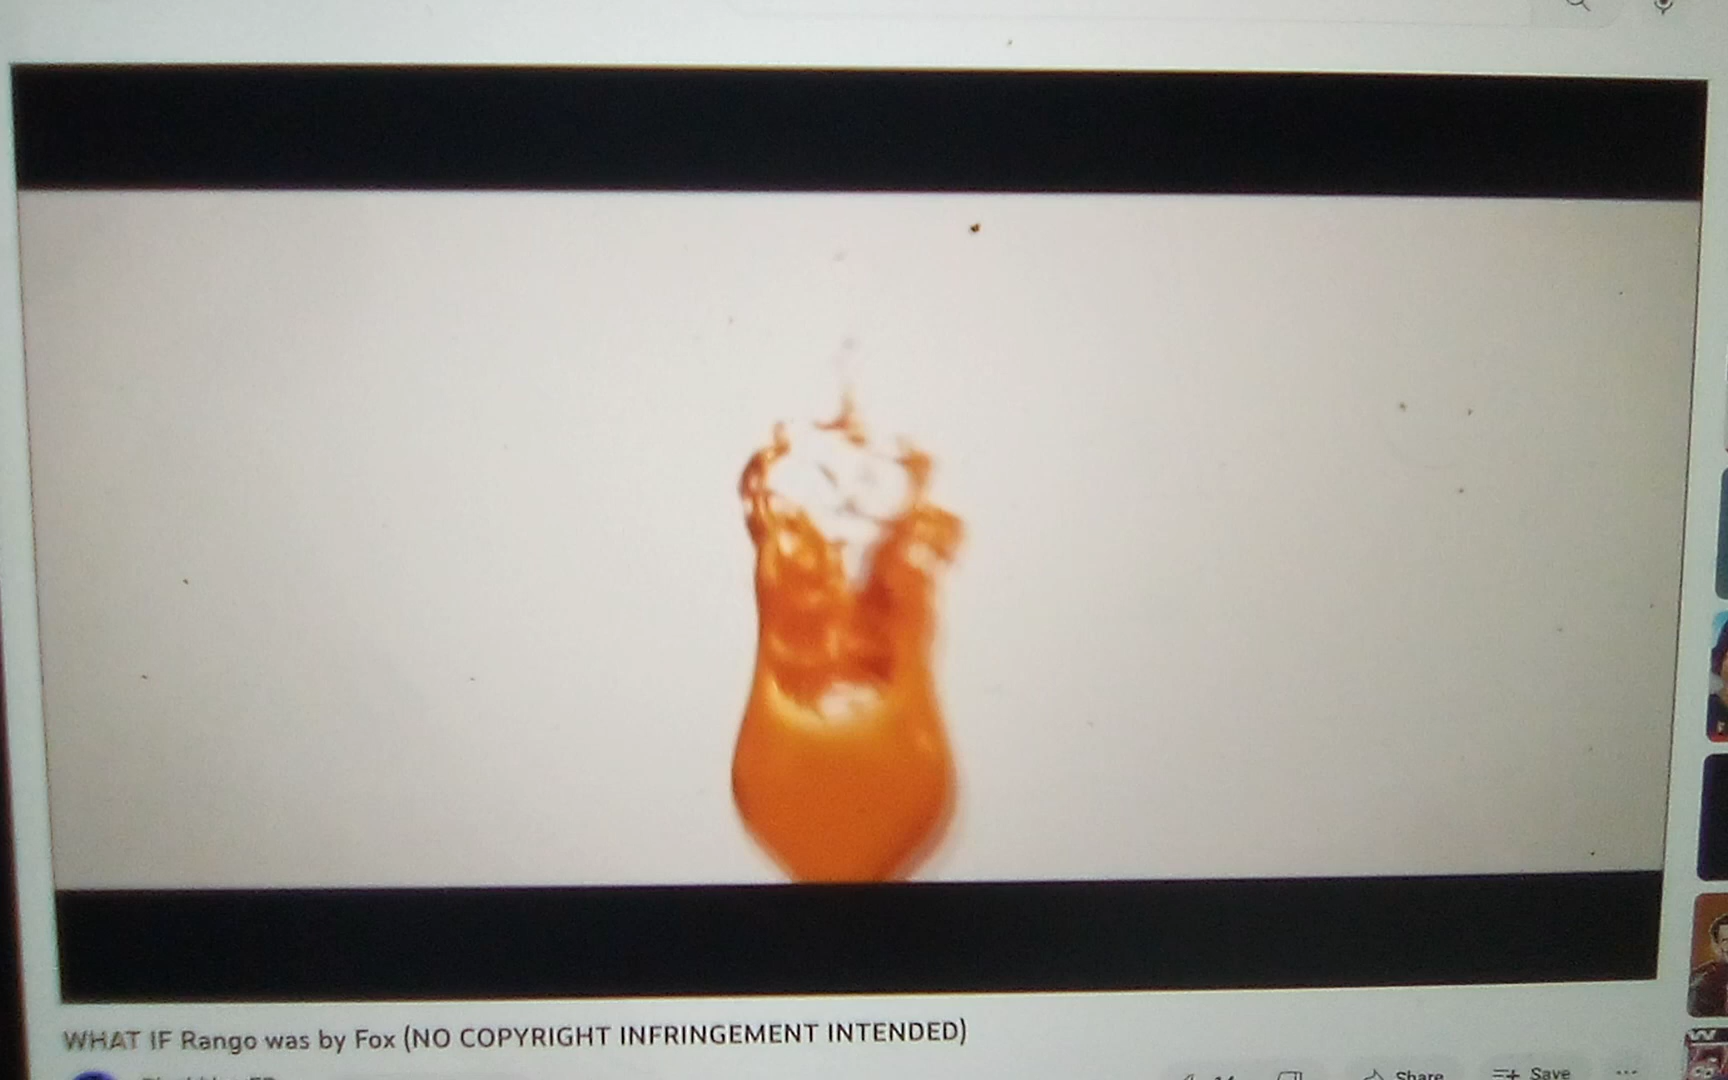 WHAT IF Rango was by Fox (NO COPYRIGHT INFRINGEMENT INTENDED)
Share
Save